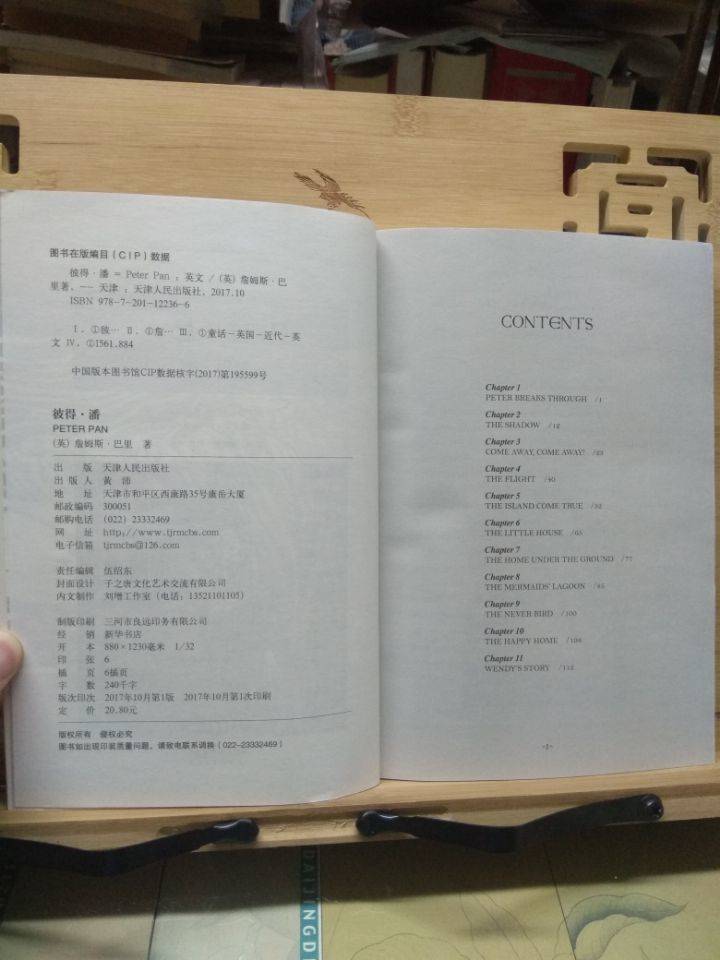 图书在版编目(CIP)数据
彼得·潘 = Peter Pan : 英文 / (英) 詹姆斯·巴
里著. —— 天津 : 天津人民出版社, 2017.10
ISBN 978-7-201-12236-6
Ⅰ. ①彼… Ⅱ. ①詹… Ⅲ. ①童话-英国-近代-英
文 Ⅳ. ①I561.884
中国版本图书馆CIP数据核字(2017)第195599号
彼得·潘
PETER PAN
(英) 詹姆斯·巴里 著
出 版 天津人民出版社
出 版 人 黄 沛
地 址 天津市和平区西康路35号康岳大厦
邮政编码 300051
邮购电话 (022) 23332469
网 址 http://www.tjrmcbs.com
电子信箱 tjrmcbs@126.com
责任编辑 伍绍东
封面设计 子之唐文化艺术交流有限公司
内文制作 刘增工作室(电话:13521101105)
制版印刷 三河市良远印务有限公司
经 销 新华书店
开 本 880×1230毫米 1/32
印 张 6
插 页 6插页
字 数 240千字
版次印次 2017年10月第1版 2017年10月第1次印刷
定 价 20.80元
版权所有 侵权必究
图书如出现印装质量问题,请致电联系调换(022-23332469)
CONTENTS
Chapter 1
PETER BREAKS THROUGH /1
Chapter 2
THE SHADOW /12
Chapter 3
COME AWAY, COME AWAY! /23
Chapter 4
THE FLIGHT /40
Chapter 5
THE ISLAND COME TRUE /52
Chapter 6
THE LITTLE HOUSE /65
Chapter 7
THE HOME UNDER THE GROUND /77
Chapter 8
THE MERMAIDS' LAGOON /85
Chapter 9
THE NEVER BIRD /100
Chapter 10
THE HAPPY HOME /104
Chapter 11
WENDY'S STORY /112
-1-
DAIJINGD